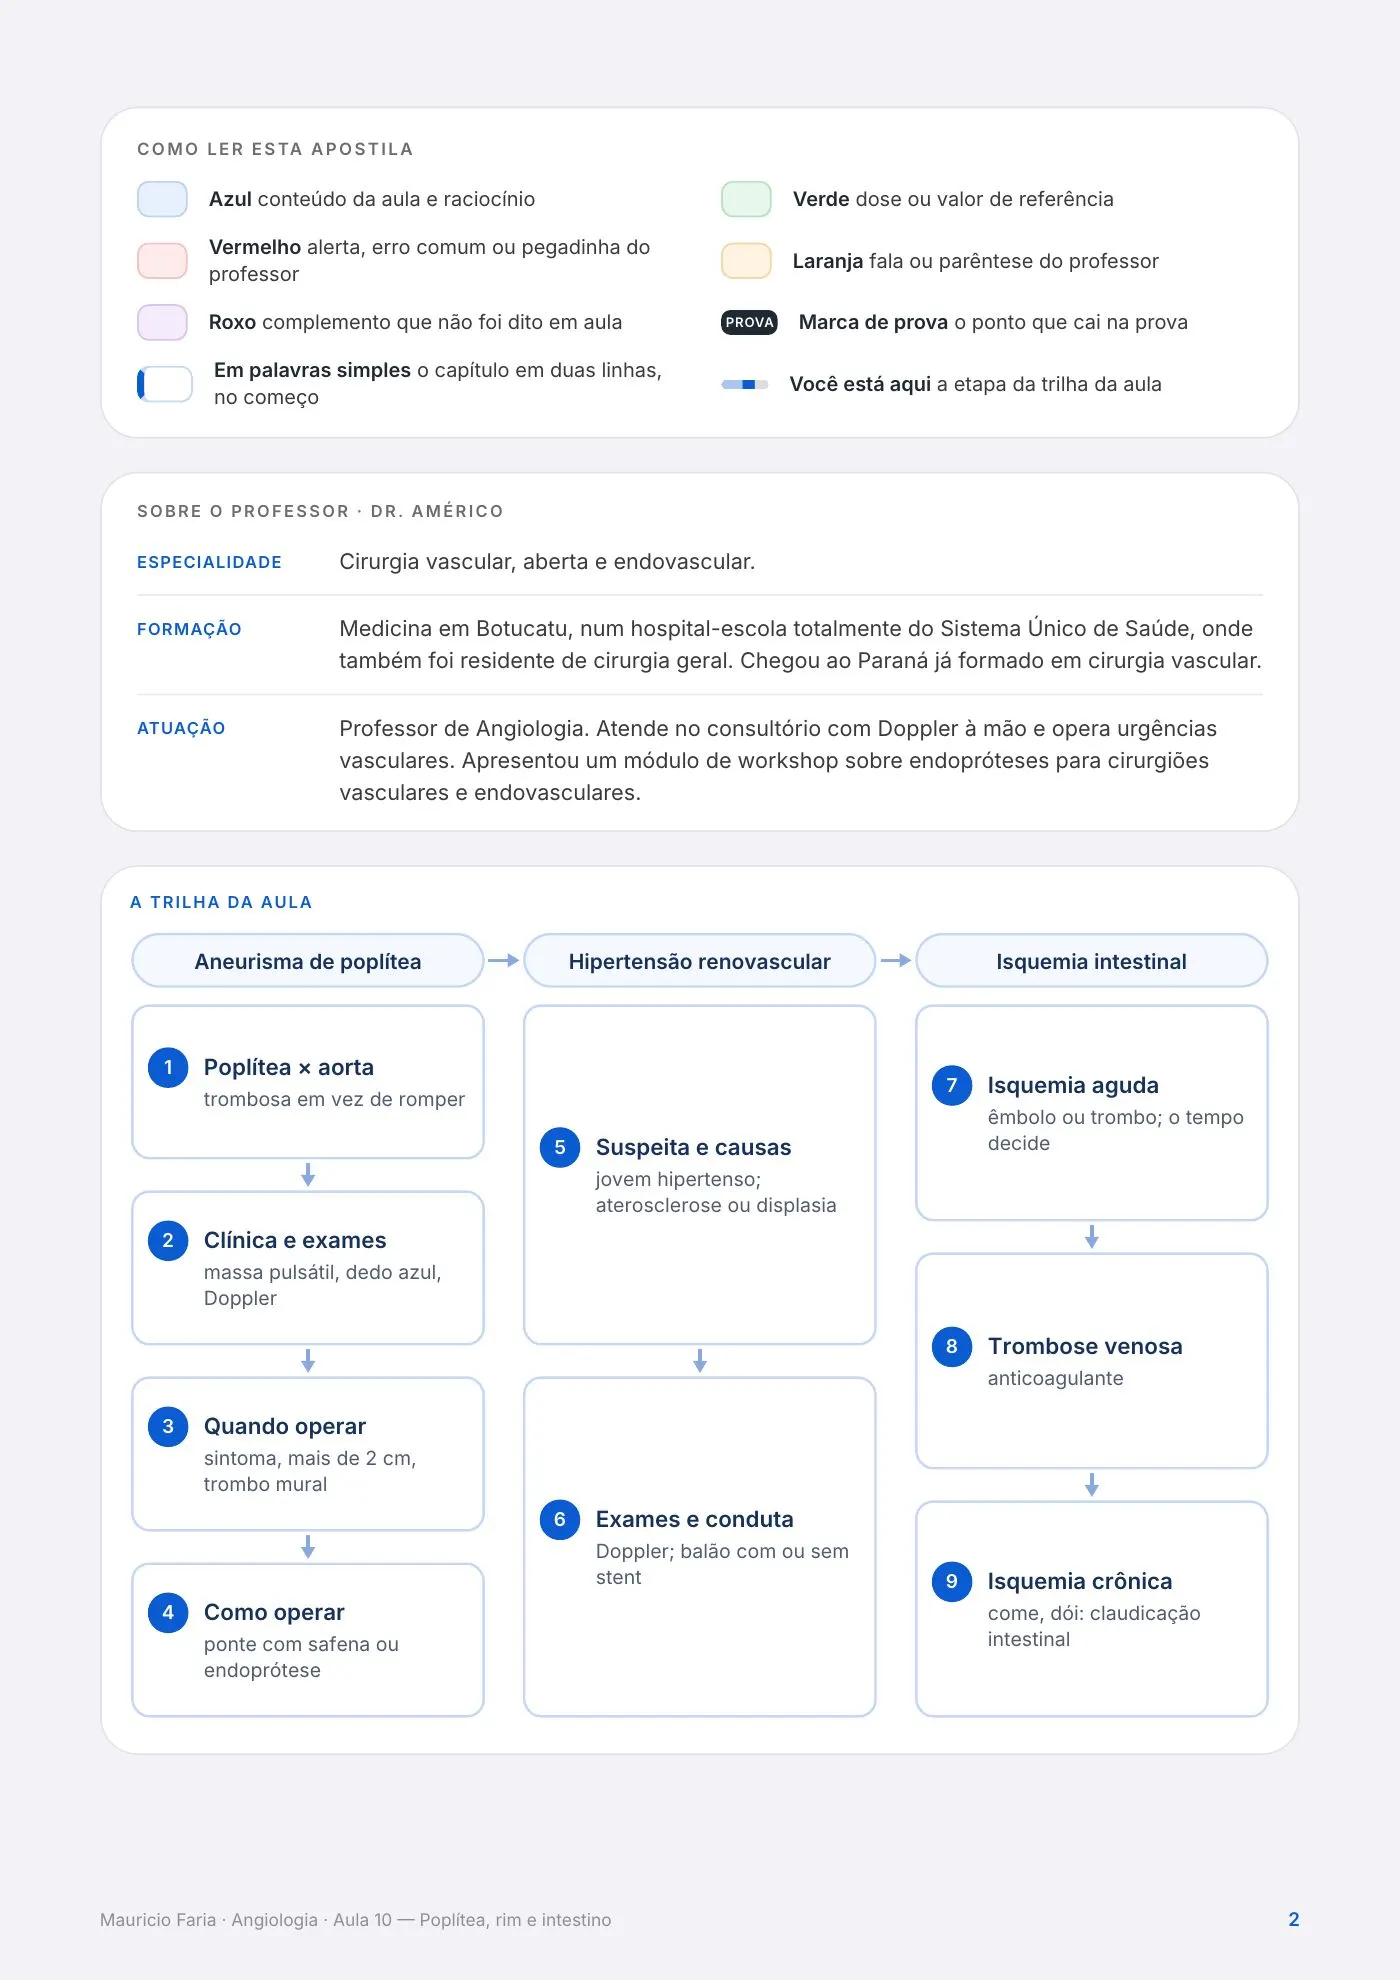 COMO LER ESTA APOSTILA
Azul conteúdo da aula e raciocínio
Verde dose ou valor de referência
Vermelho alerta, erro comum ou pegadinha do
professor
Laranja fala ou parêntese do professor
Roxo complemento que não foi dito em aula
PROVA Marca de prova o ponto que cai na prova
Em palavras simples o capítulo em duas linhas,
no começo
Você está aqui a etapa da trilha da aula
SOBRE O PROFESSOR · DR. AMÉRICO
ESPECIALIDADE Cirurgia vascular, aberta e endovascular.
FORMAÇÃO Medicina em Botucatu, num hospital-escola totalmente do Sistema Único de Saúde, onde
também foi residente de cirurgia geral. Chegou ao Paraná já formado em cirurgia vascular.
ATUAÇÃO Professor de Angiologia. Atende no consultório com Doppler à mão e opera urgências
vasculares. Apresentou um módulo de workshop sobre endopróteses para cirurgiões
vasculares e endovasculares.
A TRILHA DA AULA
Aneurisma de poplítea
1 Poplítea × aorta
trombosa em vez de romper
2 Clínica e exames
massa pulsátil, dedo azul,
Doppler
3 Quando operar
sintoma, mais de 2 cm,
trombo mural
4 Como operar
ponte com safena ou
endoprótese
Hipertensão renovascular
5 Suspeita e causas
jovem hipertenso;
aterosclerose ou displasia
6 Exames e conduta
Doppler; balão com ou sem
stent
Isquemia intestinal
7 Isquemia aguda
êmbolo ou trombo; o tempo
decide
8 Trombose venosa
anticoagulante
9 Isquemia crônica
come, dói: claudicação
intestinal
Mauricio Faria · Angiologia · Aula 10 — Poplítea, rim e intestino
2